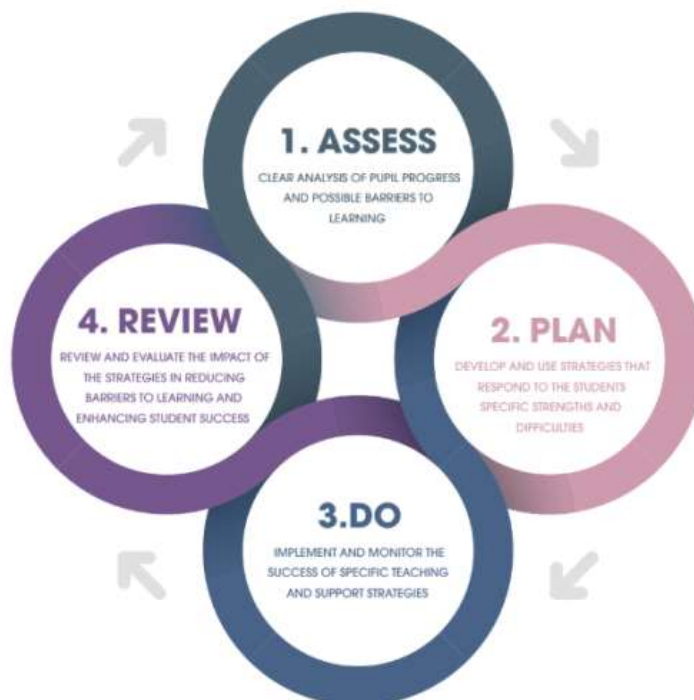 1. ASSESS
CLEAR ANALYSIS OF PUPIL PROGRESS
AND POSSIBLE BARRIERS TO
LEARNING
2. PLAN
DEVELOP AND USE STRATEGIES THAT
RESPOND TO THE STUDENTS
SPECIFIC STRENGTHS AND
DIFFICULTIES
3.DO
IMPLEMENT AND MONITOR THE
SUCCESS OF SPECIFIC TEACHING
AND SUPPORT STRATEGIES
4. REVIEW
REVIEW AND EVALUATE THE IMPACT OF
THE STRATEGIES IN REDUCING
BARRIERS TO LEARNING AND
ENHANCING STUDENT SUCCESS